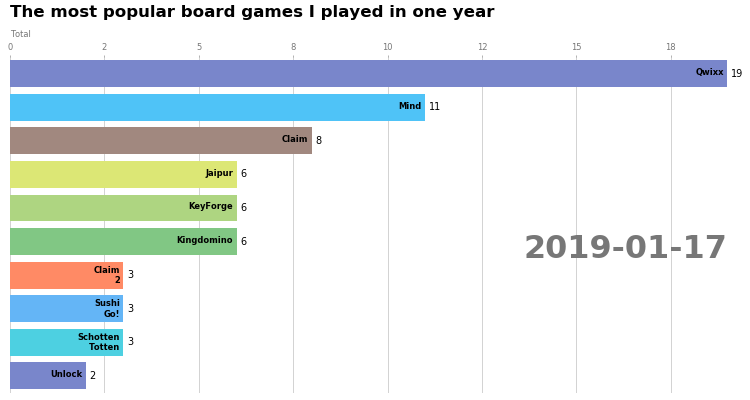 The most popular board games I played in one year
Total
0 2 5 8 10 12 15 18
Qwixx 19
Mind 11
Claim 8
Jaipur 6
KeyForge 6
Kingdomino 6
2019-01-17
Claim
2 3
Sushi
Go! 3
Schotten
Totten 3
Unlock 2